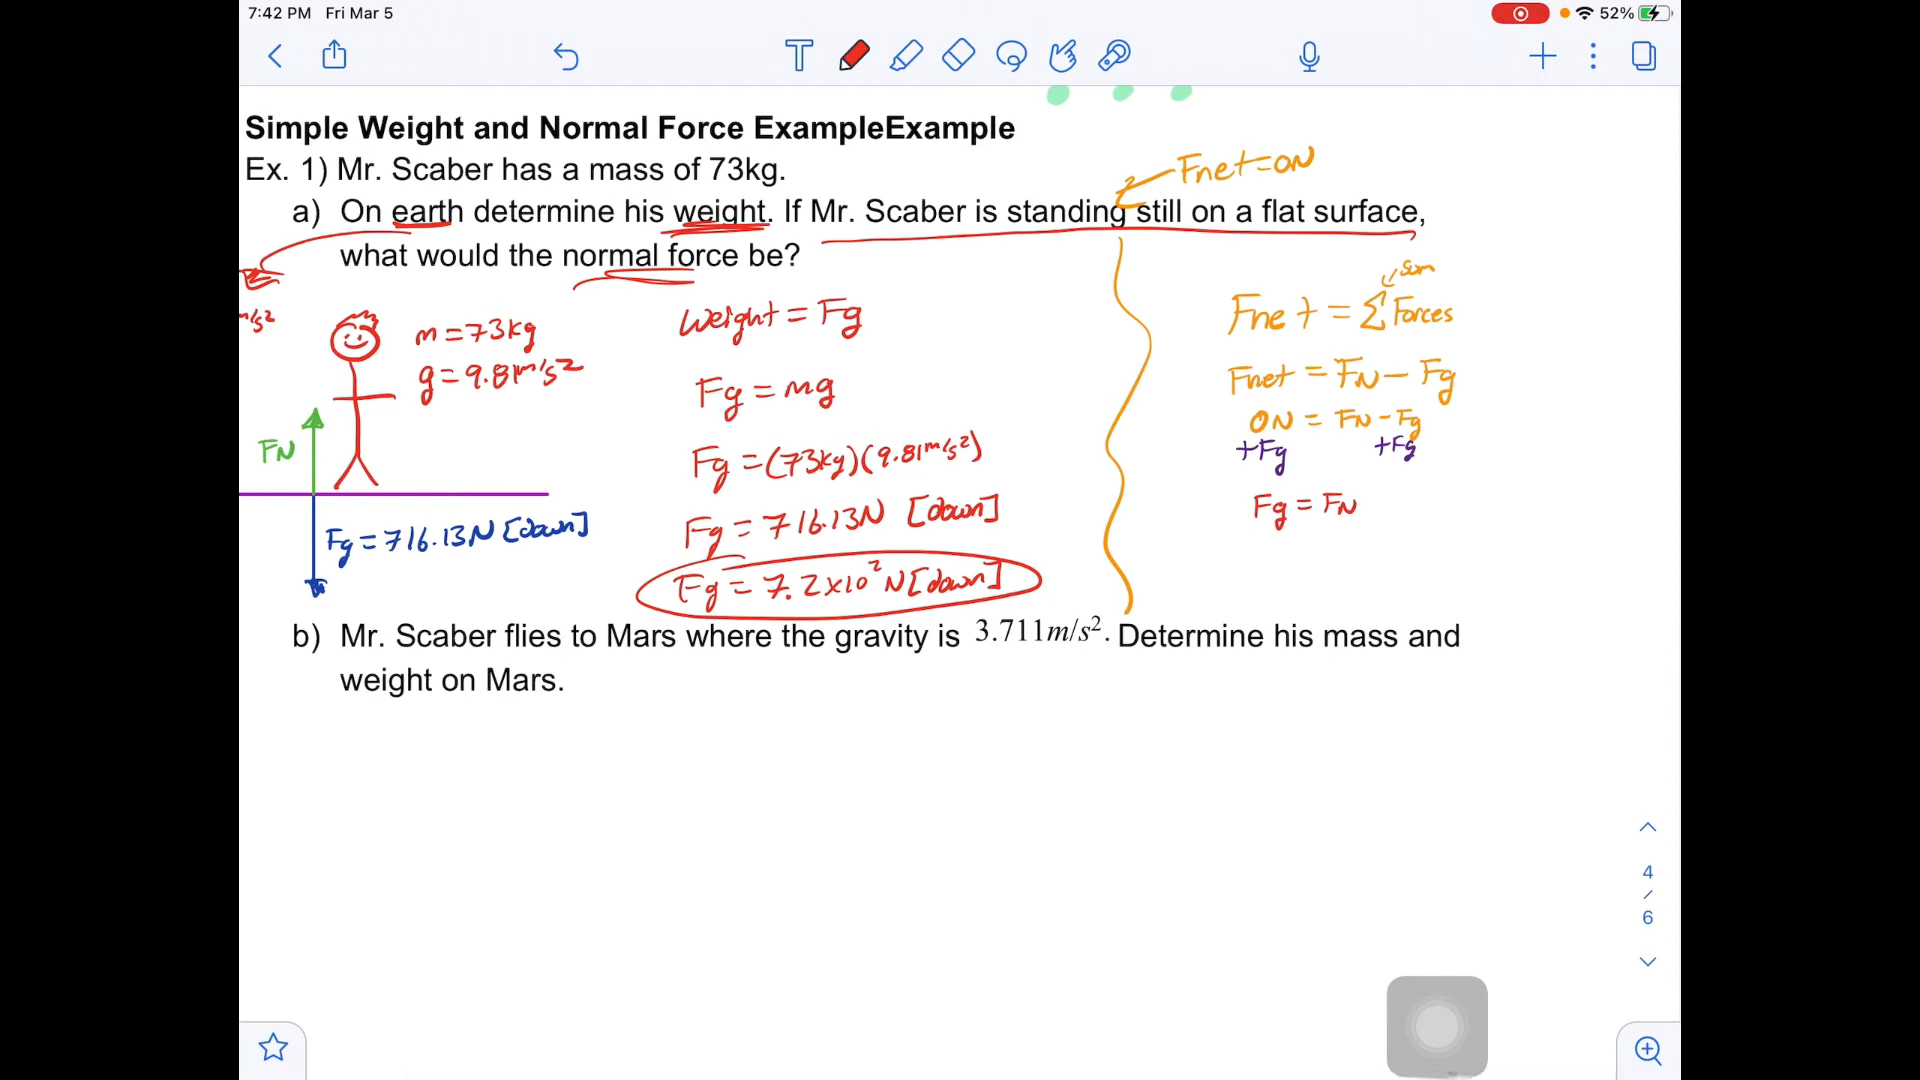 7:42 PM Fri Mar 5
52%
Simple Weight and Normal Force ExampleExample
Ex. 1) Mr. Scaber has a mass of 73kg.
Fnet=0N
a) On earth determine his weight. If Mr. Scaber is standing still on a flat surface,
what would the normal force be?
m/s²
m=73kg
g=9.81m/s²
FN
Fg=716.13N [down]
Weight = Fg
Fg = mg
Fg =(73kg)(9.81m/s²)
Fg = 716.13N [down]
Fg = 7.2x10² N[down]
sum
Fnet = Σ Forces
Fnet = FN - Fg
0N = FN - Fg
+Fg +Fg
Fg = FN
b) Mr. Scaber flies to Mars where the gravity is 3.711m/s². Determine his mass and
weight on Mars.
4
/
6